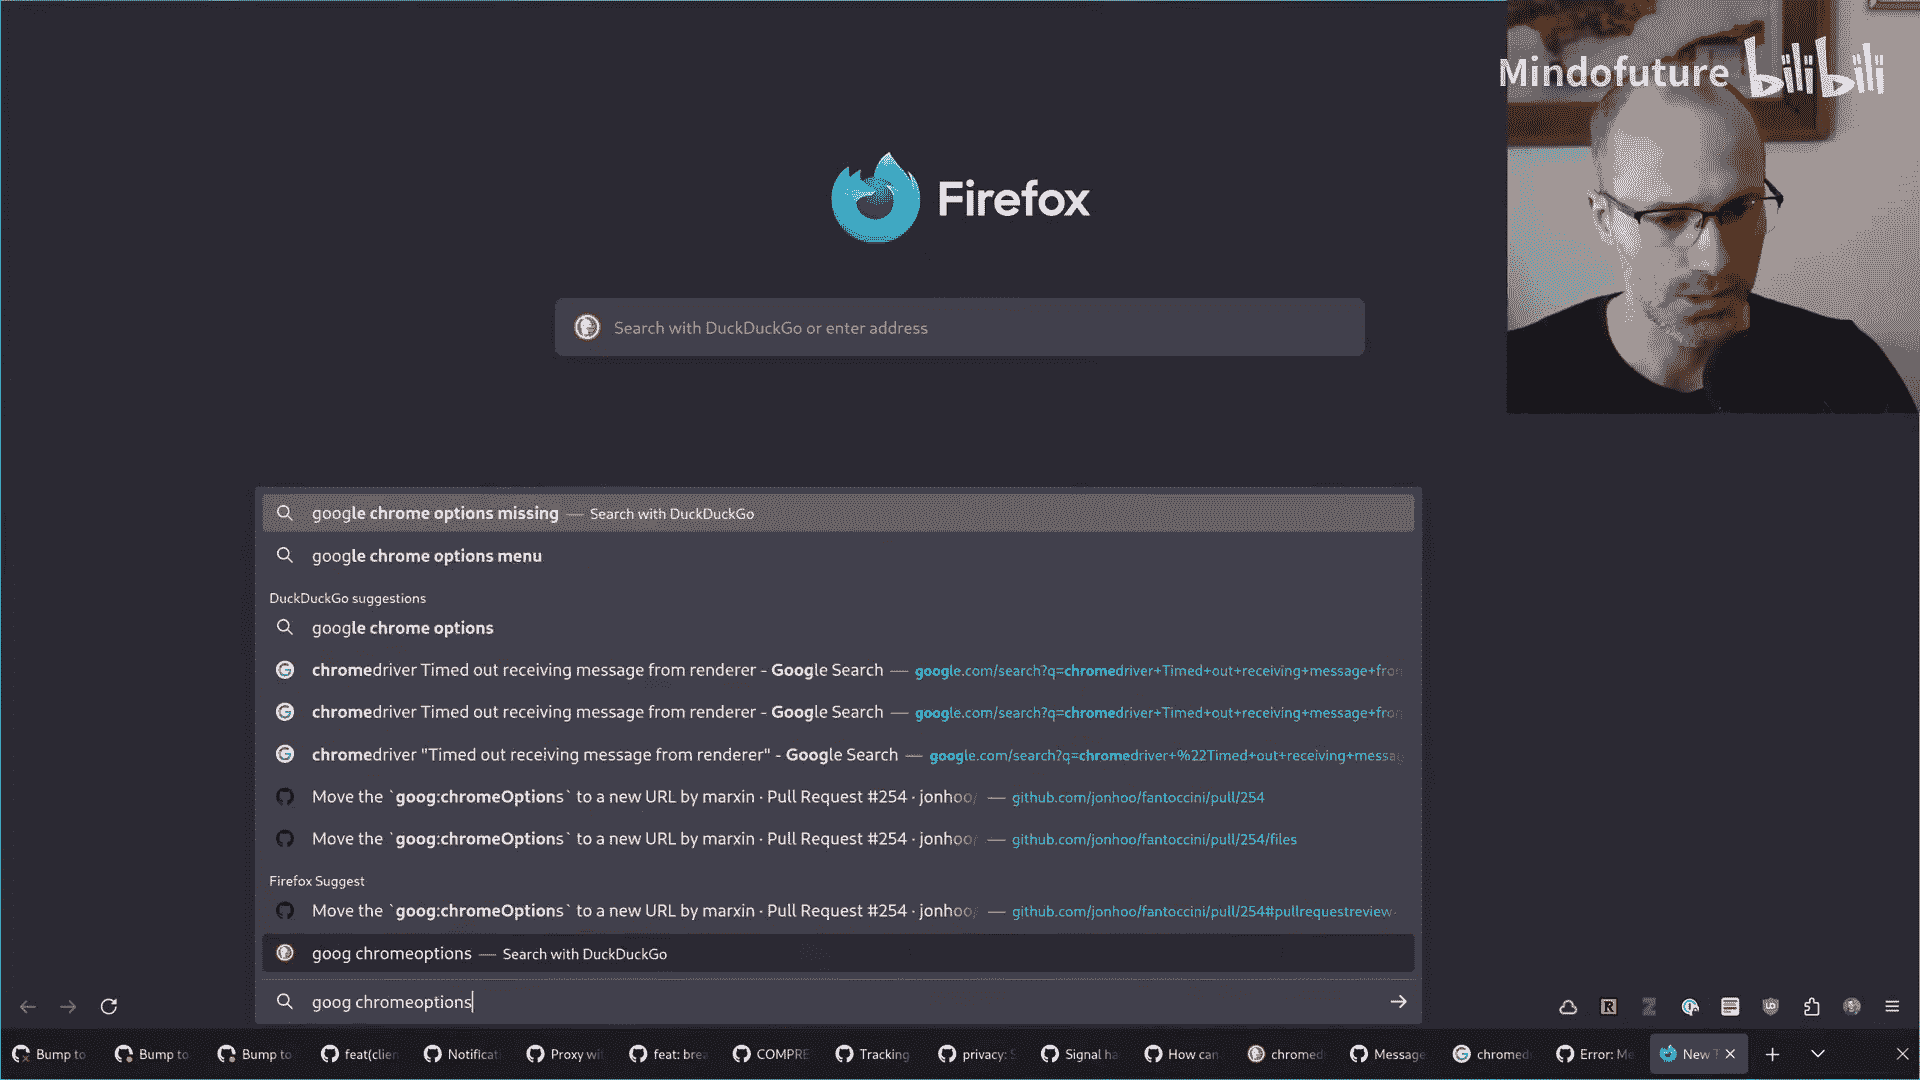 Mindofuture bilibili
Firefox
Search with DuckDuckGo or enter address
google chrome options missing — Search with DuckDuckGo
google chrome options menu
DuckDuckGo suggestions
google chrome options
chromedriver Timed out receiving message from renderer - Google Search — google.com/search?q=chromedriver+Timed+out+receiving+message+fro
chromedriver Timed out receiving message from renderer - Google Search — google.com/search?q=chromedriver+Timed+out+receiving+message+fro
chromedriver "Timed out receiving message from renderer" - Google Search — google.com/search?q=chromedriver+%22Timed+out+receiving+messag
Move the `goog:chromeOptions` to a new URL by marxin · Pull Request #254 · jonhoo/ — github.com/jonhoo/fantoccini/pull/254
Move the `goog:chromeOptions` to a new URL by marxin · Pull Request #254 · jonhoo/ — github.com/jonhoo/fantoccini/pull/254/files
Firefox Suggest
Move the `goog:chromeOptions` to a new URL by marxin · Pull Request #254 · jonhoo/ — github.com/jonhoo/fantoccini/pull/254#pullrequestreview-
goog chromeoptions — Search with DuckDuckGo
goog chromeoptions
Bump to Bump to Bump to feat(clien Notificati Proxy wil feat: brea COMPRE Tracking privacy: S Signal ha How can chromed Message chromed Error: Me New T